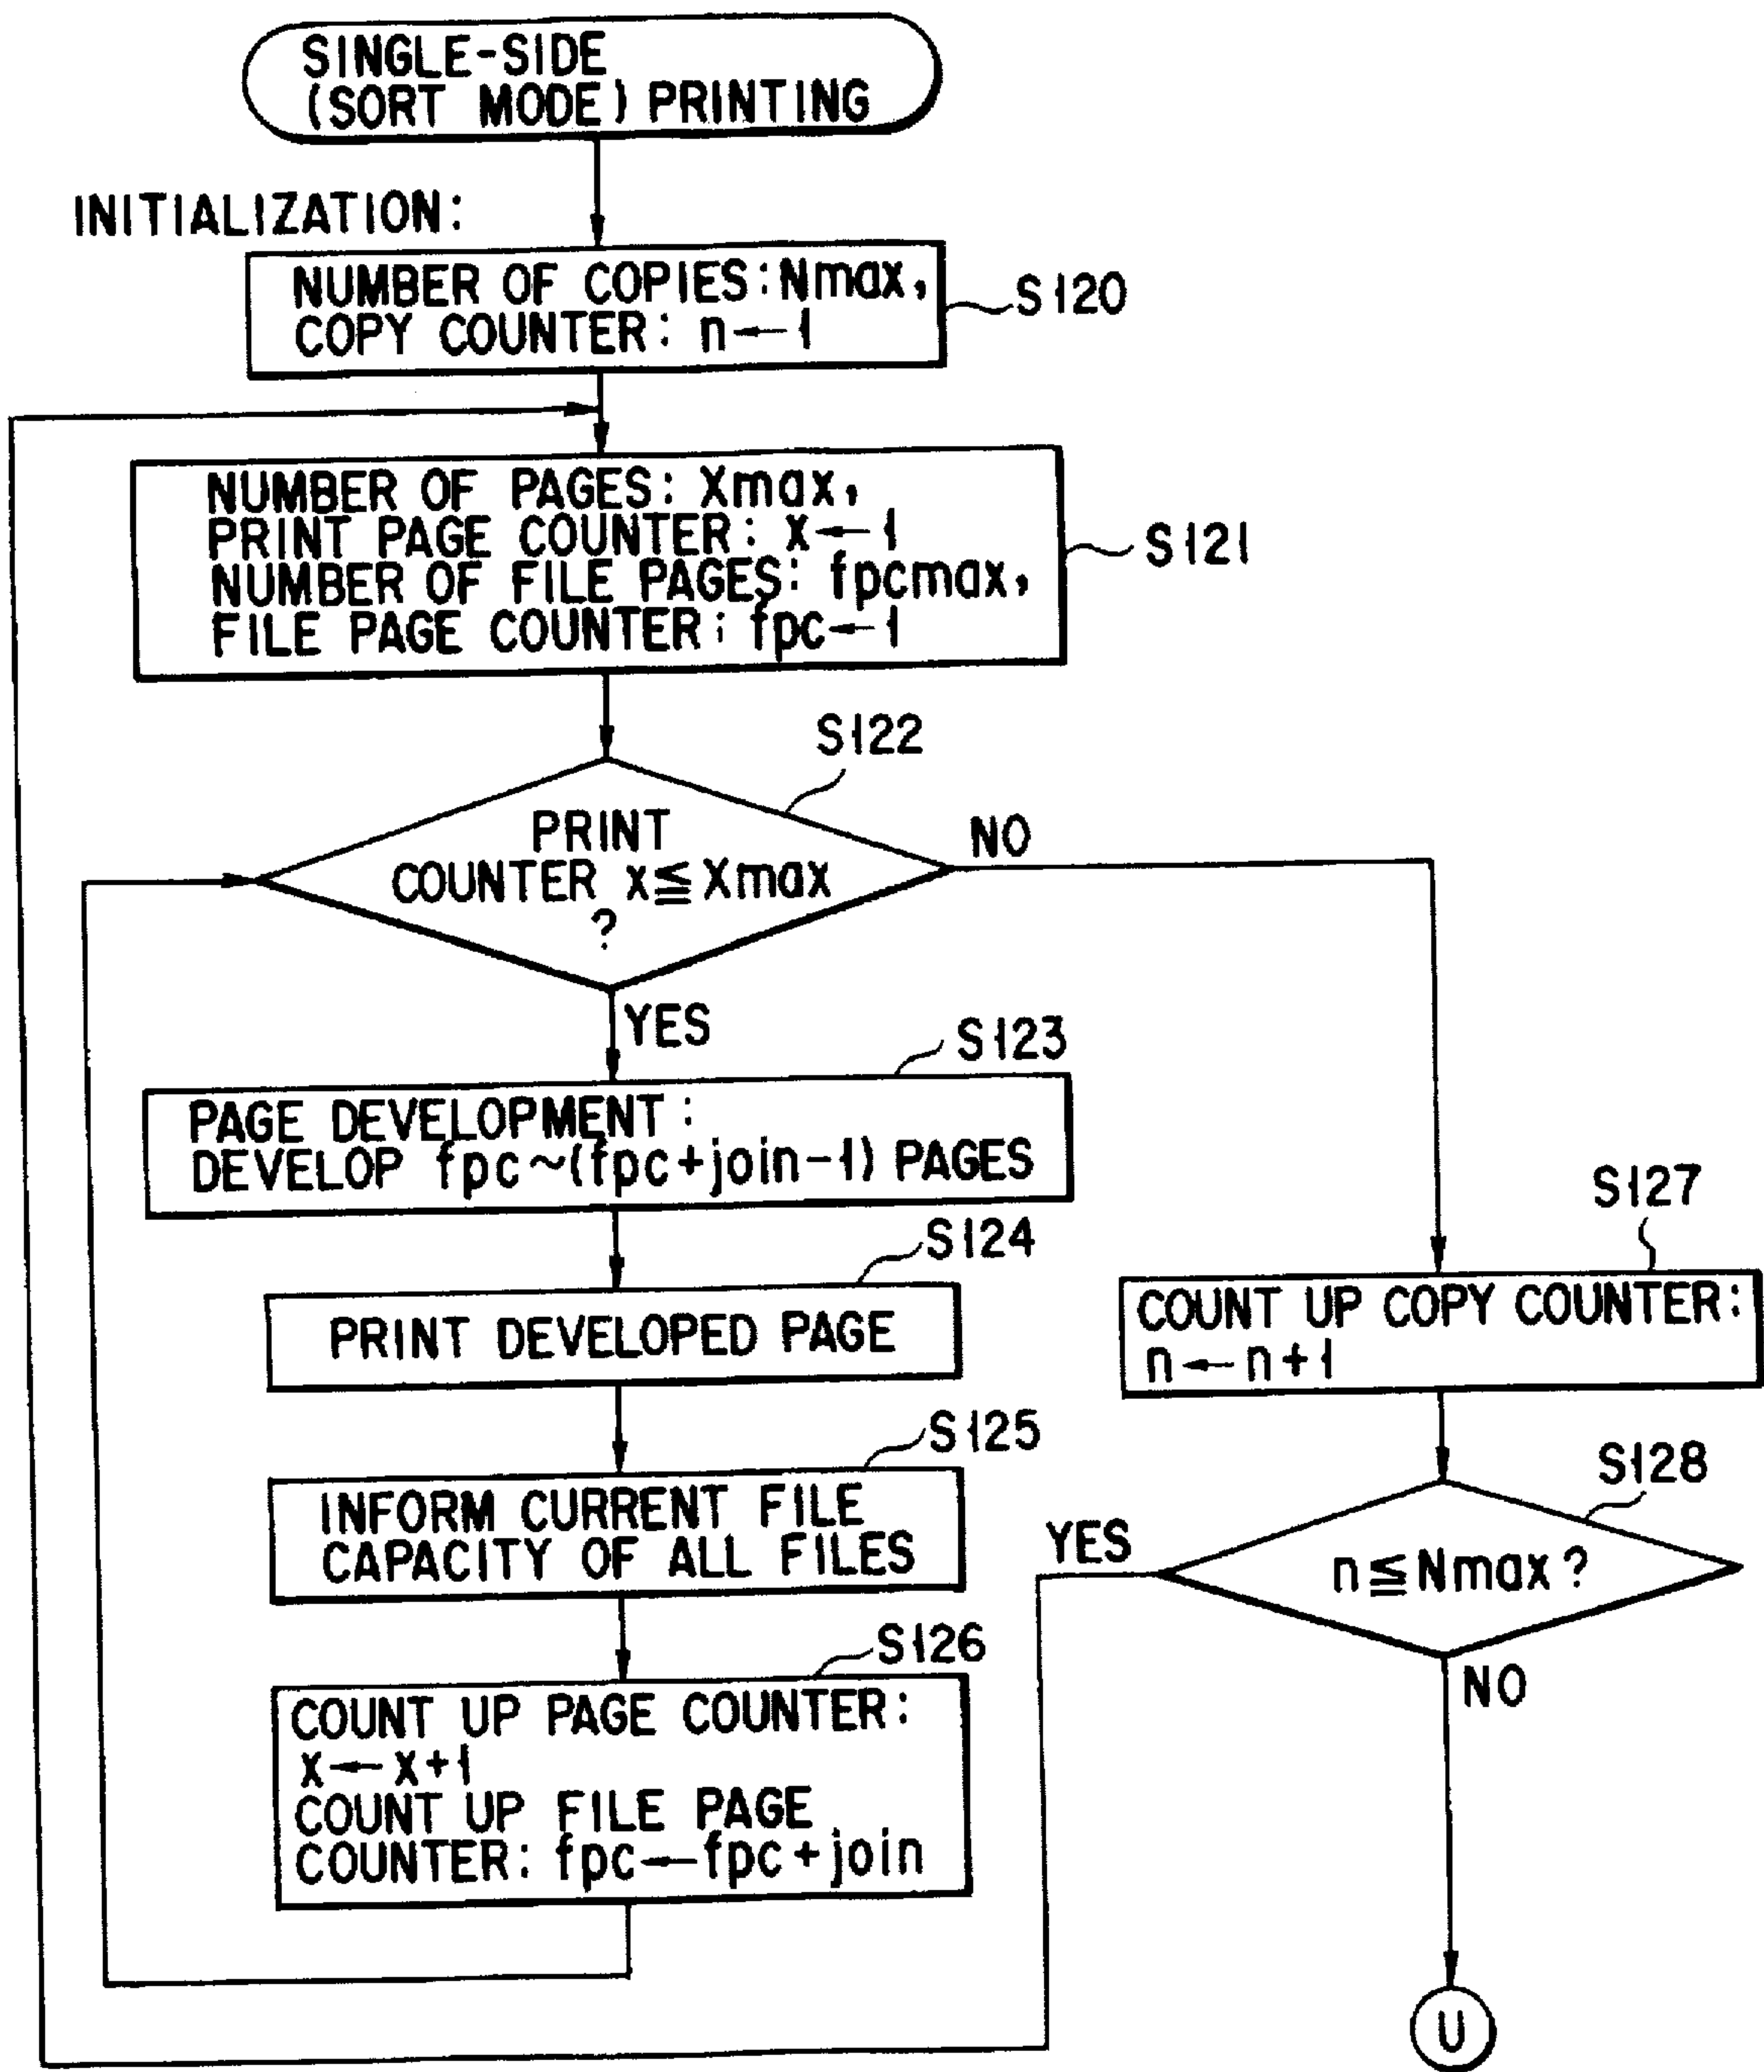 SINGLE-SIDE
(SORT MODE) PRINTING
INITIALIZATION:
NUMBER OF COPIES: Nmax,
COPY COUNTER: n←1
S120
NUMBER OF PAGES: Xmax,
PRINT PAGE COUNTER: x←1
NUMBER OF FILE PAGES: fpcmax,
FILE PAGE COUNTER: fpc←1
S121
S122
PRINT
COUNTER x≦Xmax
?
NO
YES
S123
PAGE DEVELOPMENT:
DEVELOP fpc~(fpc+join-1) PAGES
S124
PRINT DEVELOPED PAGE
S125
INFORM CURRENT FILE
CAPACITY OF ALL FILES
S126
COUNT UP PAGE COUNTER:
x←x+1
COUNT UP FILE PAGE
COUNTER: fpc←fpc+join
S127
COUNT UP COPY COUNTER:
n←n+1
S128
n≦Nmax?
YES
NO
U